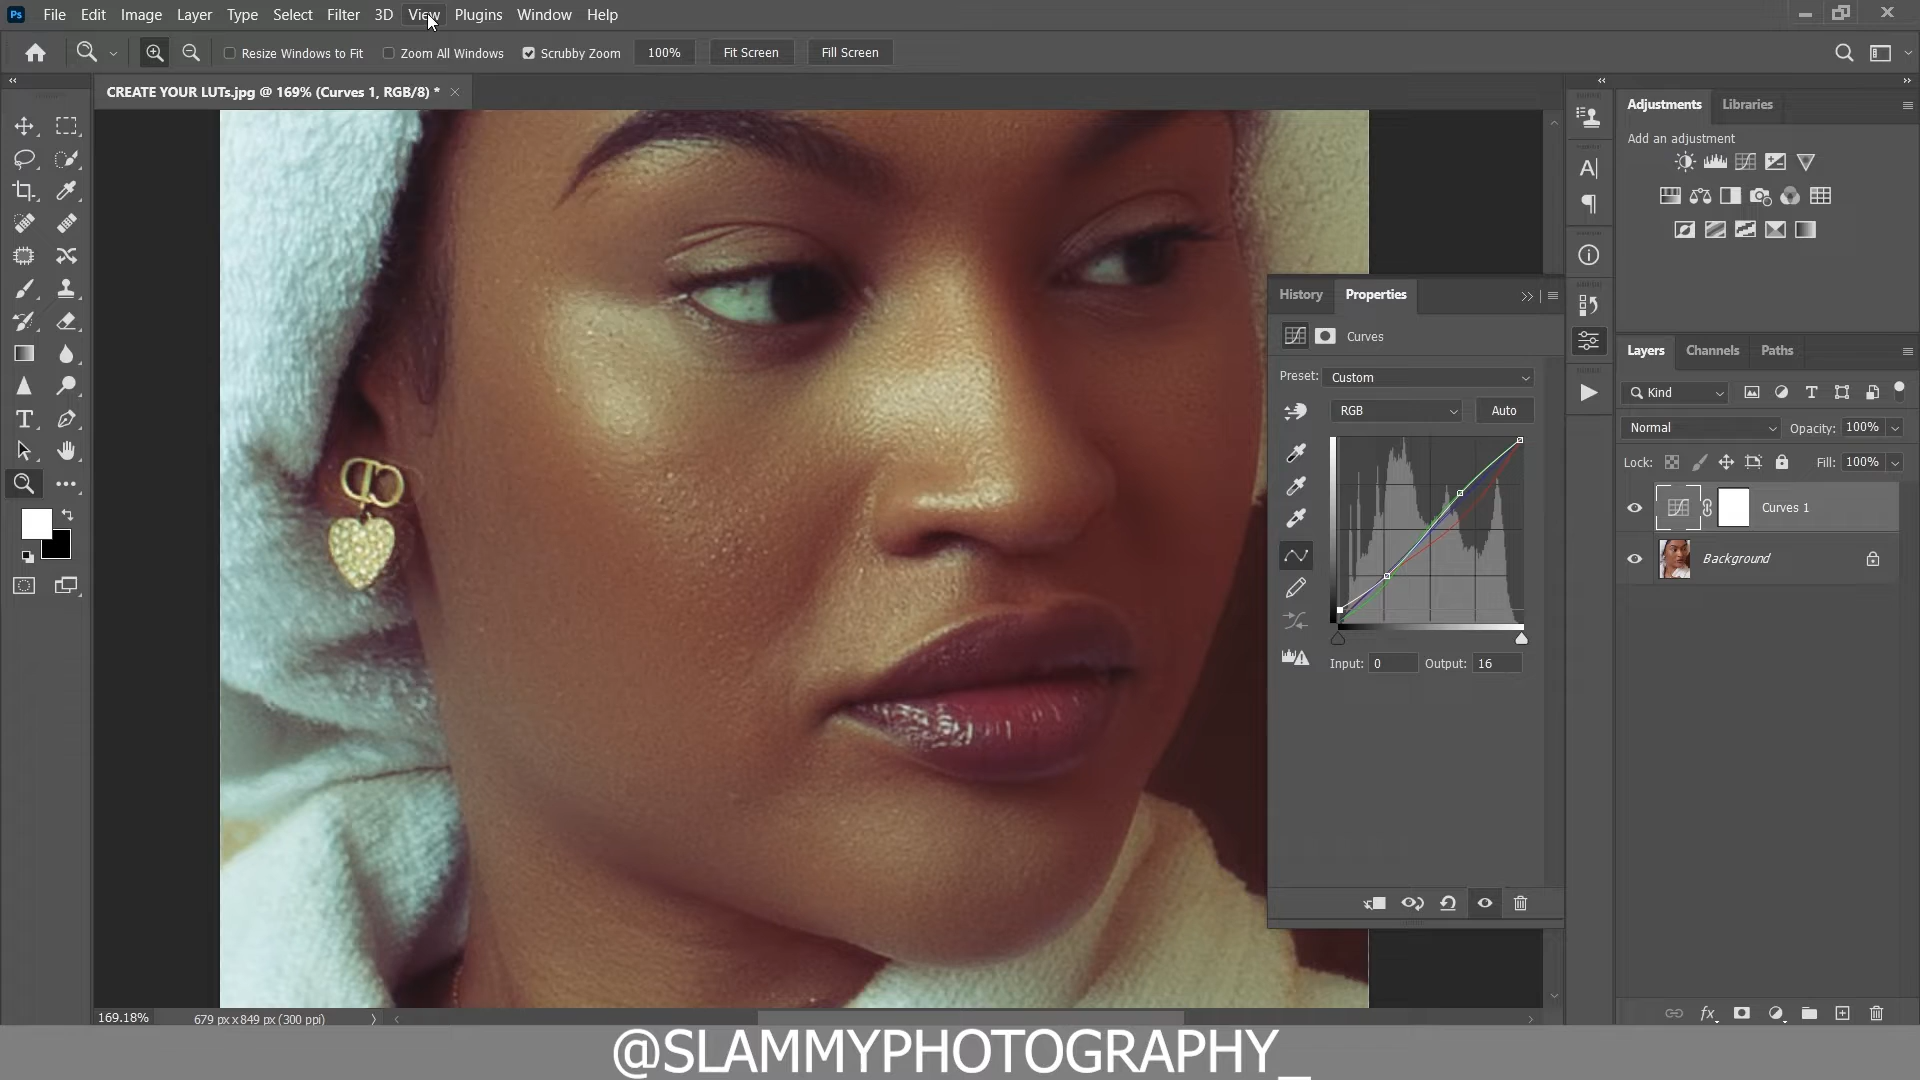 Ps File Edit Image Layer Type Select Filter 3D View Plugins Window Help
Resize Windows to Fit Zoom All Windows Scrubby Zoom 100% Fit Screen Fill Screen
CREATE YOUR LUTs.jpg @ 169% (Curves 1, RGB/8) *
Adjustments Libraries
Add an adjustment
History Properties
Curves
Preset: Custom
RGB Auto
Input: 0 Output: 16
Layers Channels Paths
Kind
Normal Opacity: 100%
Lock: Fill: 100%
Curves 1
Background
fx
169.18% 679 px x 849 px (300 ppi)
@SLAMMYPHOTOGRAPHY_